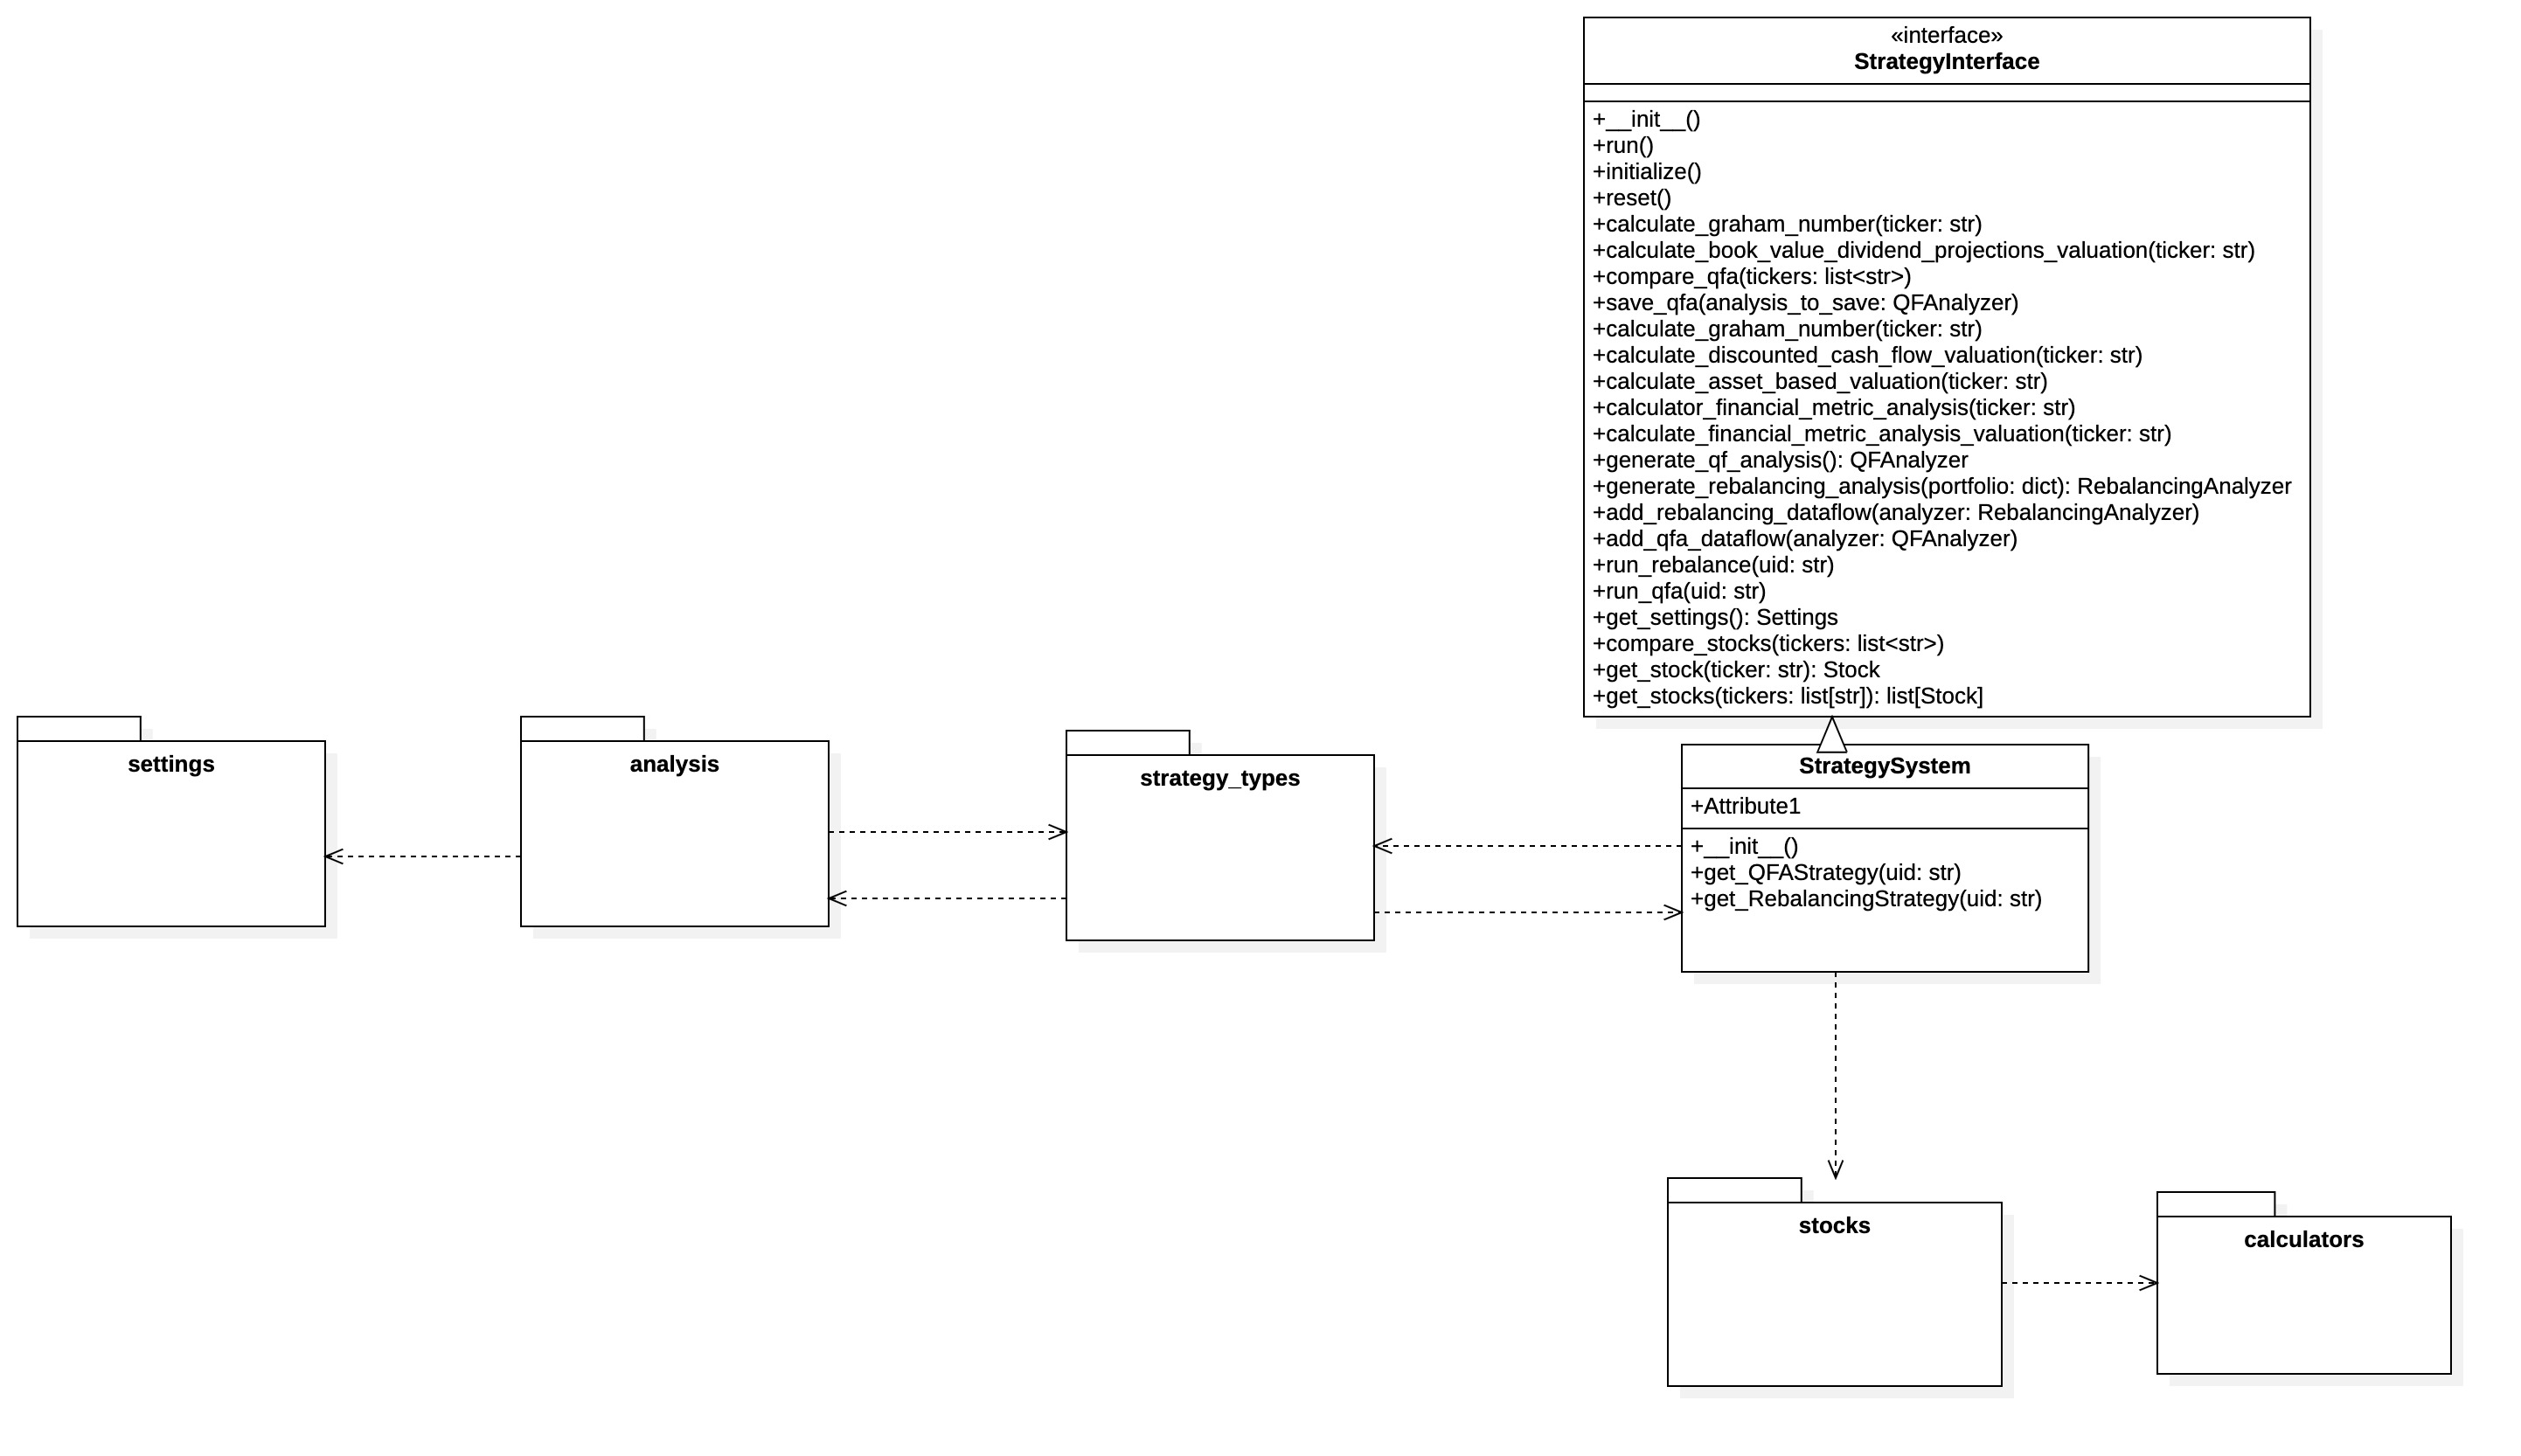 «interface»
StrategyInterface
+__init__()
+run()
+initialize()
+reset()
+calculate_graham_number(ticker: str)
+calculate_book_value_dividend_projections_valuation(ticker: str)
+compare_qfa(tickers: list<str>)
+save_qfa(analysis_to_save: QFAnalyzer)
+calculate_graham_number(ticker: str)
+calculate_discounted_cash_flow_valuation(ticker: str)
+calculate_asset_based_valuation(ticker: str)
+calculator_financial_metric_analysis(ticker: str)
+calculate_financial_metric_analysis_valuation(ticker: str)
+generate_qf_analysis(): QFAnalyzer
+generate_rebalancing_analysis(portfolio: dict): RebalancingAnalyzer
+add_rebalancing_dataflow(analyzer: RebalancingAnalyzer)
+add_qfa_dataflow(analyzer: QFAnalyzer)
+run_rebalance(uid: str)
+run_qfa(uid: str)
+get_settings(): Settings
+compare_stocks(tickers: list<str>)
+get_stock(ticker: str): Stock
+get_stocks(tickers: list[str]): list[Stock]
settings
analysis
strategy_types
StrategySystem
+Attribute1
+__init__()
+get_QFAStrategy(uid: str)
+get_RebalancingStrategy(uid: str)
stocks
calculators